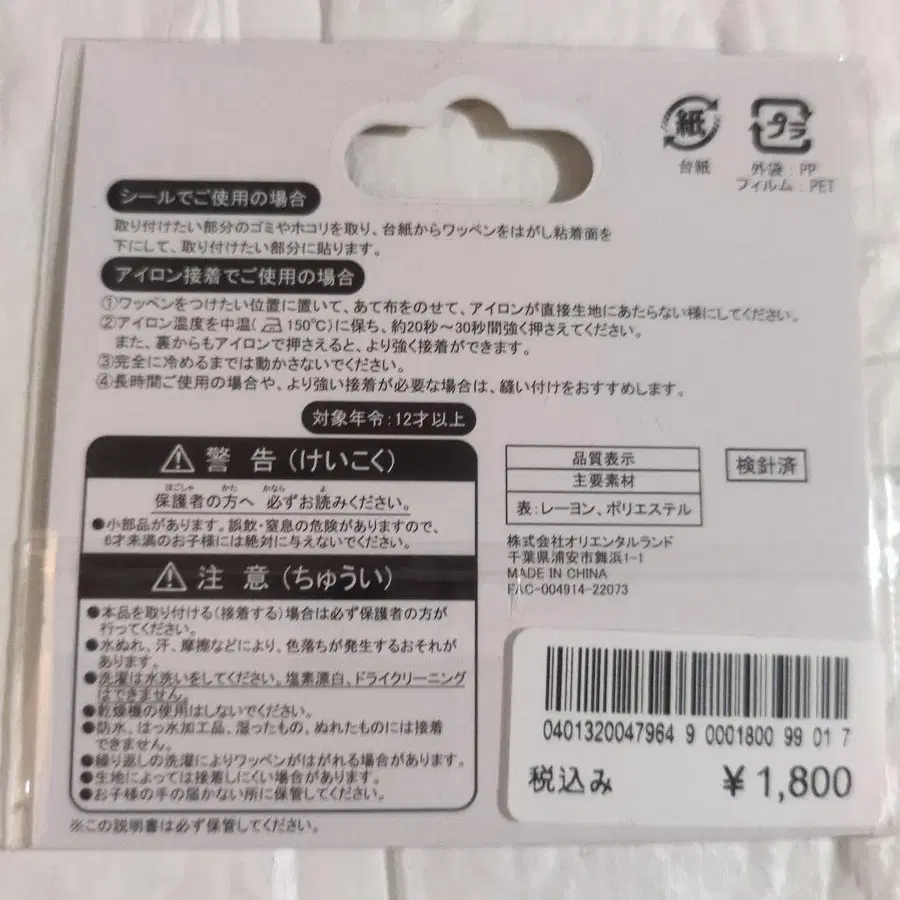 紙
プラ
台紙
外袋:PP
フィルム:PET
シールでご使用の場合
取り付けたい部分のゴミやホコリを取り、台紙からワッペンをはがし粘着面を
下にして、取り付けたい部分に貼ります。
アイロン接着でご使用の場合
①ワッペンをつけたい位置に置いて、あて布をのせて、アイロンが直接生地にあたらない様にしてください。
②アイロン温度を中温(150℃)に保ち、約20秒～30秒間強く押さえてください。
また、裏からもアイロンで押さえると、より強く接着ができます。
③完全に冷めるまでは動かさないでください。
④長時間ご使用の場合や、より強い接着が必要な場合は、縫い付けをおすすめします。
対象年令:12才以上
警告(けいこく)
ほごしゃ かた かなら よ
保護者の方へ 必ずお読みください。
●小部品があります。誤飲・窒息の危険がありますので、
6才未満のお子様には絶対に与えないでください。
注意(ちゅうい)
●本品を取り付ける(接着する)場合は必ず保護者の方が
行ってください。
●水ぬれ、汗、摩擦などにより、色落ちが発生するおそれが
あります。
●洗濯は水洗いをしてください。塩素漂白、ドライクリーニング
はできません。
●乾燥機の使用はしないでください。
●防水、はっ水加工品、湿ったもの、ぬれたものには接着
できません。
●繰り返しの洗濯によりワッペンがはがれる場合があります。
●生地によっては接着しにくい場合があります。
●お子様の手の届かない所に保管してください。
※この説明書は必ず保管してください。
品質表示
主要素材
表:レーヨン、ポリエステル
検針済
株式会社オリエンタルランド
千葉県浦安市舞浜1-1
MADE IN CHINA
FAC-004914-22073
0401320047964 9 0001800 99 01 7
税込み ¥1,800